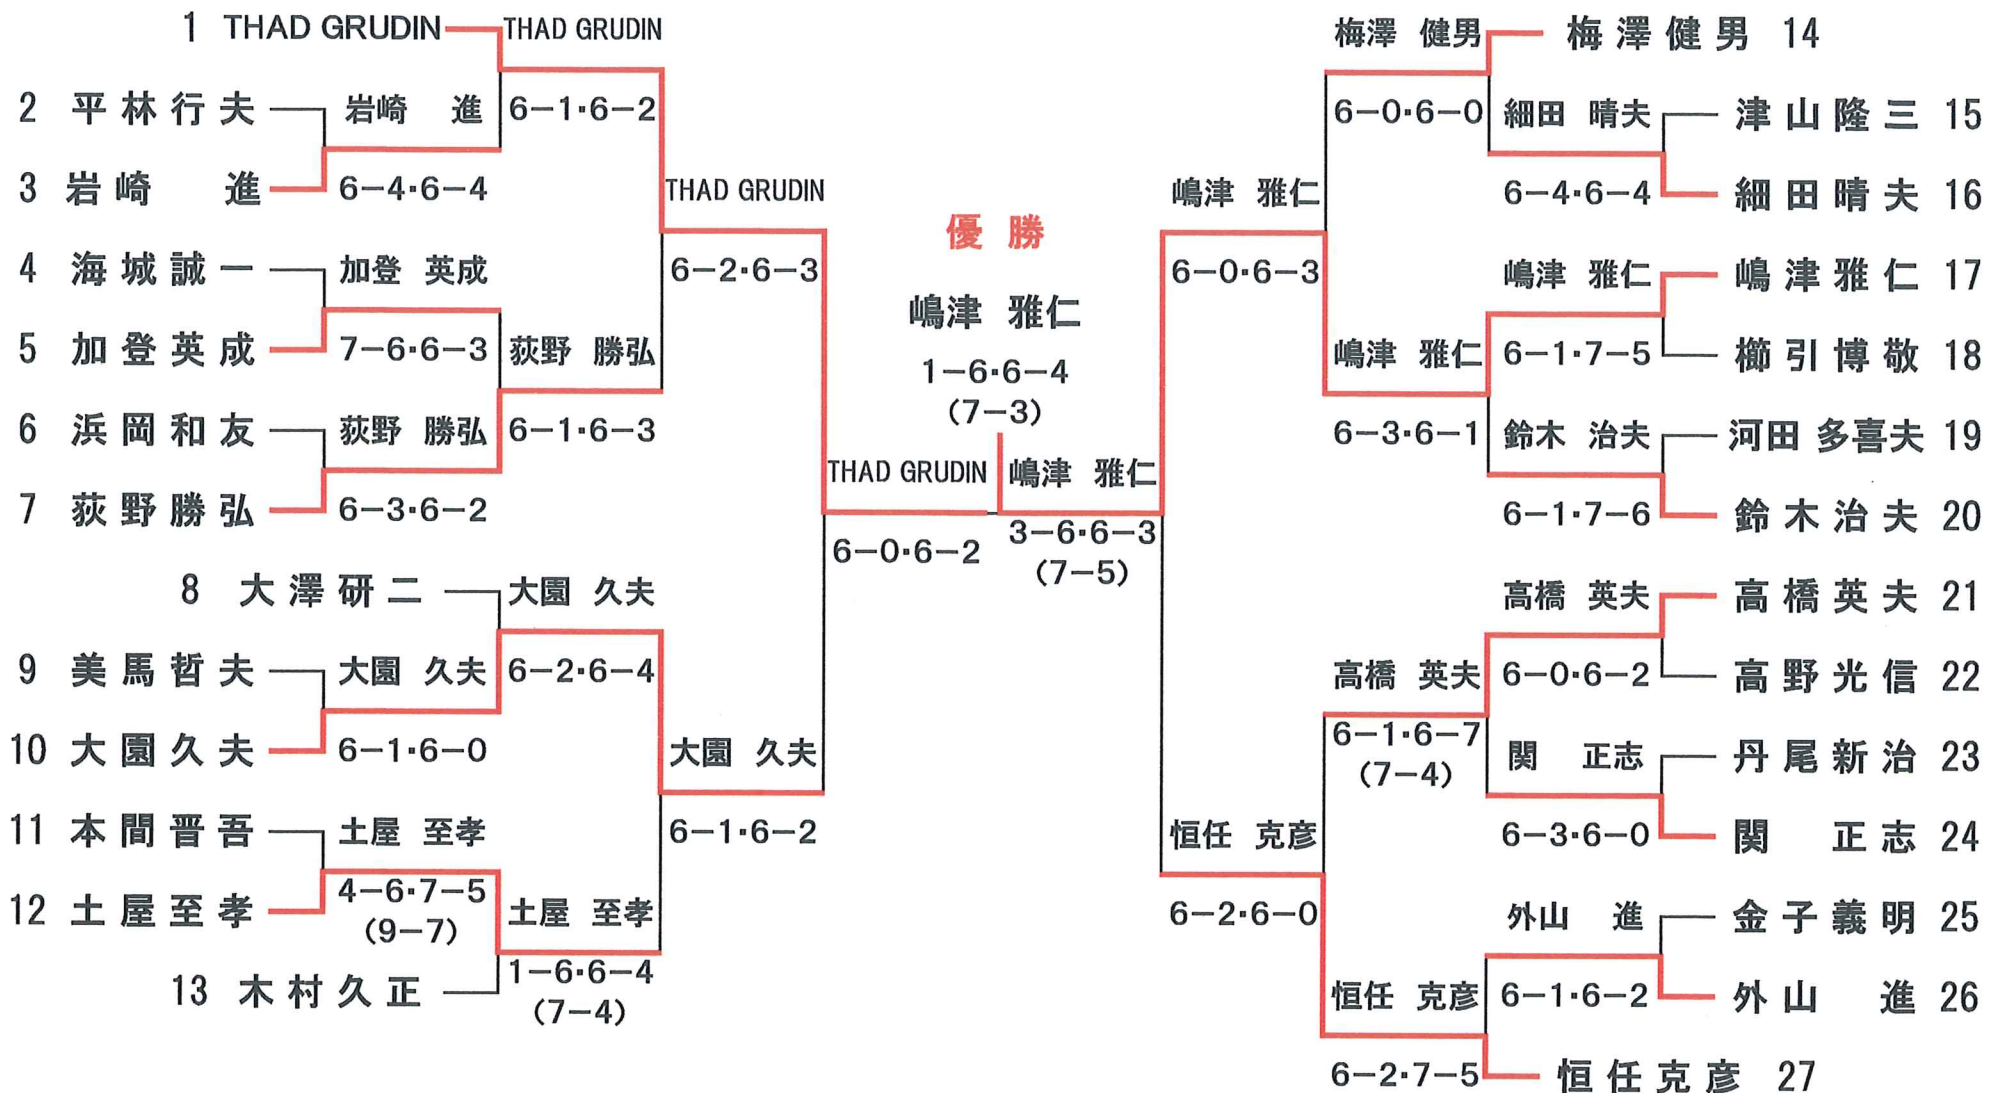 1 THAD GRUDIN
THAD GRUDIN
2 平林行夫
岩崎 進
6-1・6-2
3 岩崎 進
6-4・6-4
THAD GRUDIN
4 海城誠一
加登 英成
6-2・6-3
5 加登英成
7-6・6-3
荻野 勝弘
6 浜岡和友
荻野 勝弘
6-1・6-3
7 荻野勝弘
6-3・6-2
THAD GRUDIN
6-0・6-2
8 大澤研二
大園 久夫
9 美馬哲夫
大園 久夫
6-2・6-4
10 大園久夫
6-1・6-0
大園 久夫
11 本間晋吾
土屋 至孝
6-1・6-2
12 土屋至孝
4-6・7-5
(9-7)
土屋 至孝
13 木村久正
1-6・6-4
(7-4)
優勝
嶋津 雅仁
1-6・6-4
(7-3)
嶋津 雅仁
3-6・6-3
(7-5)
梅澤 健男
梅澤健男 14
6-0・6-0
細田 晴夫
津山隆三 15
嶋津 雅仁
6-4・6-4
細田晴夫 16
6-0・6-3
嶋津 雅仁
嶋津雅仁 17
嶋津 雅仁
6-1・7-5
櫛引博敬 18
6-3・6-1
鈴木 治夫
河田多喜夫 19
6-1・7-6
鈴木治夫 20
高橋 英夫
高橋英夫 21
高橋 英夫
6-0・6-2
高野光信 22
6-1・6-7
(7-4)
関 正志
丹尾新治 23
恒任 克彦
6-3・6-0
関 正志 24
6-2・6-0
外山 進
金子義明 25
恒任 克彦
6-1・6-2
外山 進 26
6-2・7-5
恒任克彦 27